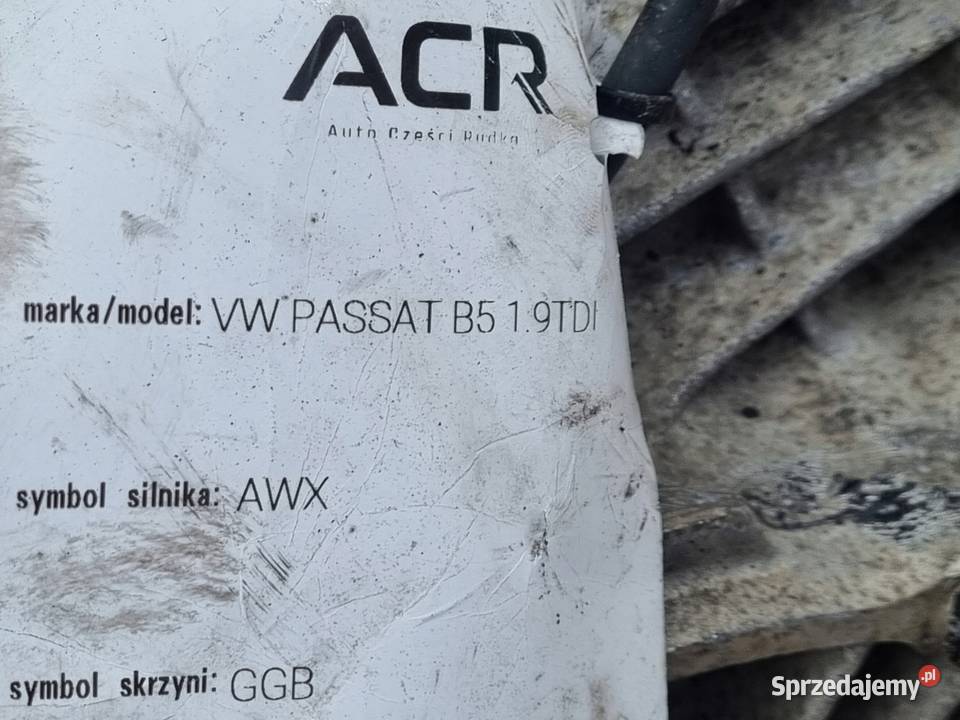 ACR
Auto Części Rudka
marka/model: VW PASSAT B5 1.9TDI
symbol silnika: AWX
symbol skrzyni: GGB
Sprzedajemy.pl